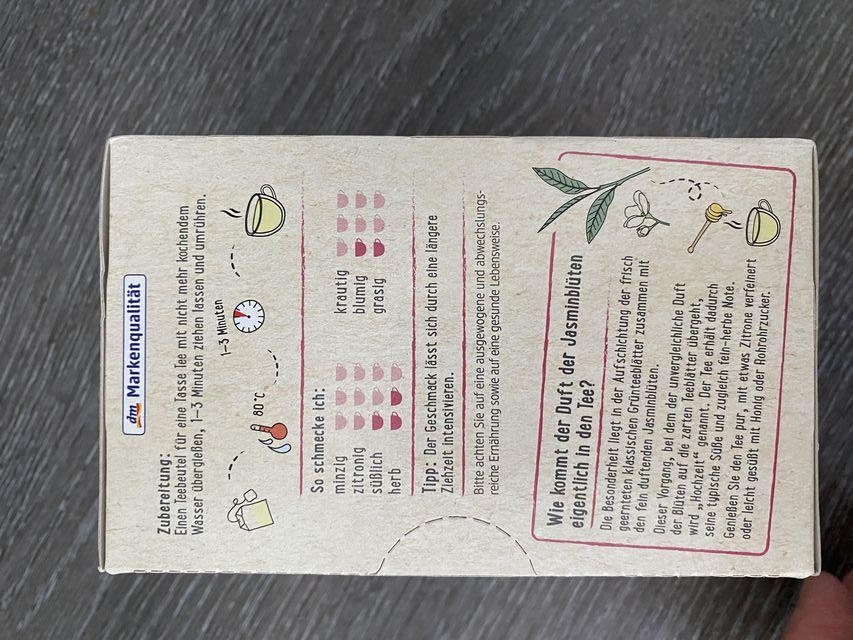 dm Markenqualität
Zubereitung:
Einen Teebeutel für eine Tasse Tee mit nicht mehr kochendem
Wasser übergießen, 1–3 Minuten ziehen lassen und umrühren.
80°C
1–3 Minuten
So schmecke ich:
minzig
zitronig
süßlich
herb
krautig
blumig
grasig
Tipp: Der Geschmack lässt sich durch eine längere
Ziehzeit intensivieren.
Bitte achten Sie auf eine ausgewogene und abwechslungs-
reiche Ernährung sowie auf eine gesunde Lebensweise.
Wie kommt der Duft der Jasminblüten
eigentlich in den Tee?
Die Besonderheit liegt in der Aufschichtung der frisch
geernteten klassischen Grünteeblätter zusammen mit
den fein duftenden Jasminblüten.
Dieser Vorgang, bei dem der unvergleichliche Duft
der Blüten auf die zarten Teeblätter übergeht,
wird „Hochzeit" genannt. Der Tee erhält dadurch
seine typische Süße und zugleich fein-herbe Note.
Genießen Sie den Tee pur, mit etwas Zitrone verfeinert
oder leicht gesüßt mit Honig oder Rohrohrzucker.